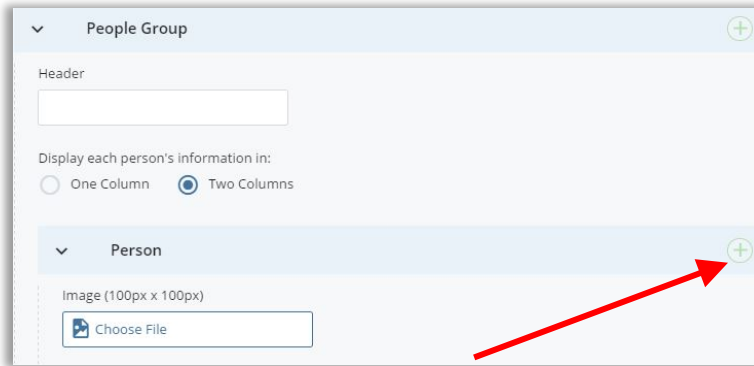 People Group
Header
Display each person's information in:
One Column Two Columns
Person
Image (100px x 100px)
Choose File